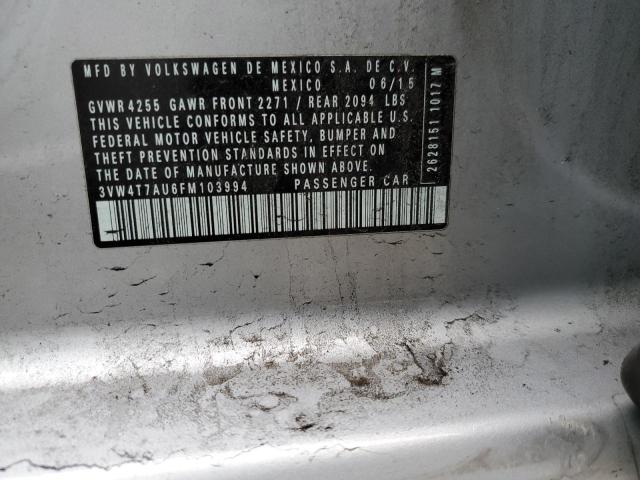 MFD BY VOLKSWAGEN DE MEXICO S.A. DE C.V.
MEXICO 06/15
GVWR 4255 GAWR FRONT 2271 / REAR 2094 LBS
THIS VEHICLE CONFORMS TO ALL APPLICABLE U.S.
FEDERAL MOTOR VEHICLE SAFETY, BUMPER AND
THEFT PREVENTION STANDARDS IN EFFECT ON
THE DATE OF MANUFACTURE SHOWN ABOVE.
3VW4T7AU6FM103994 PASSENGER CAR
2628151 1017 M